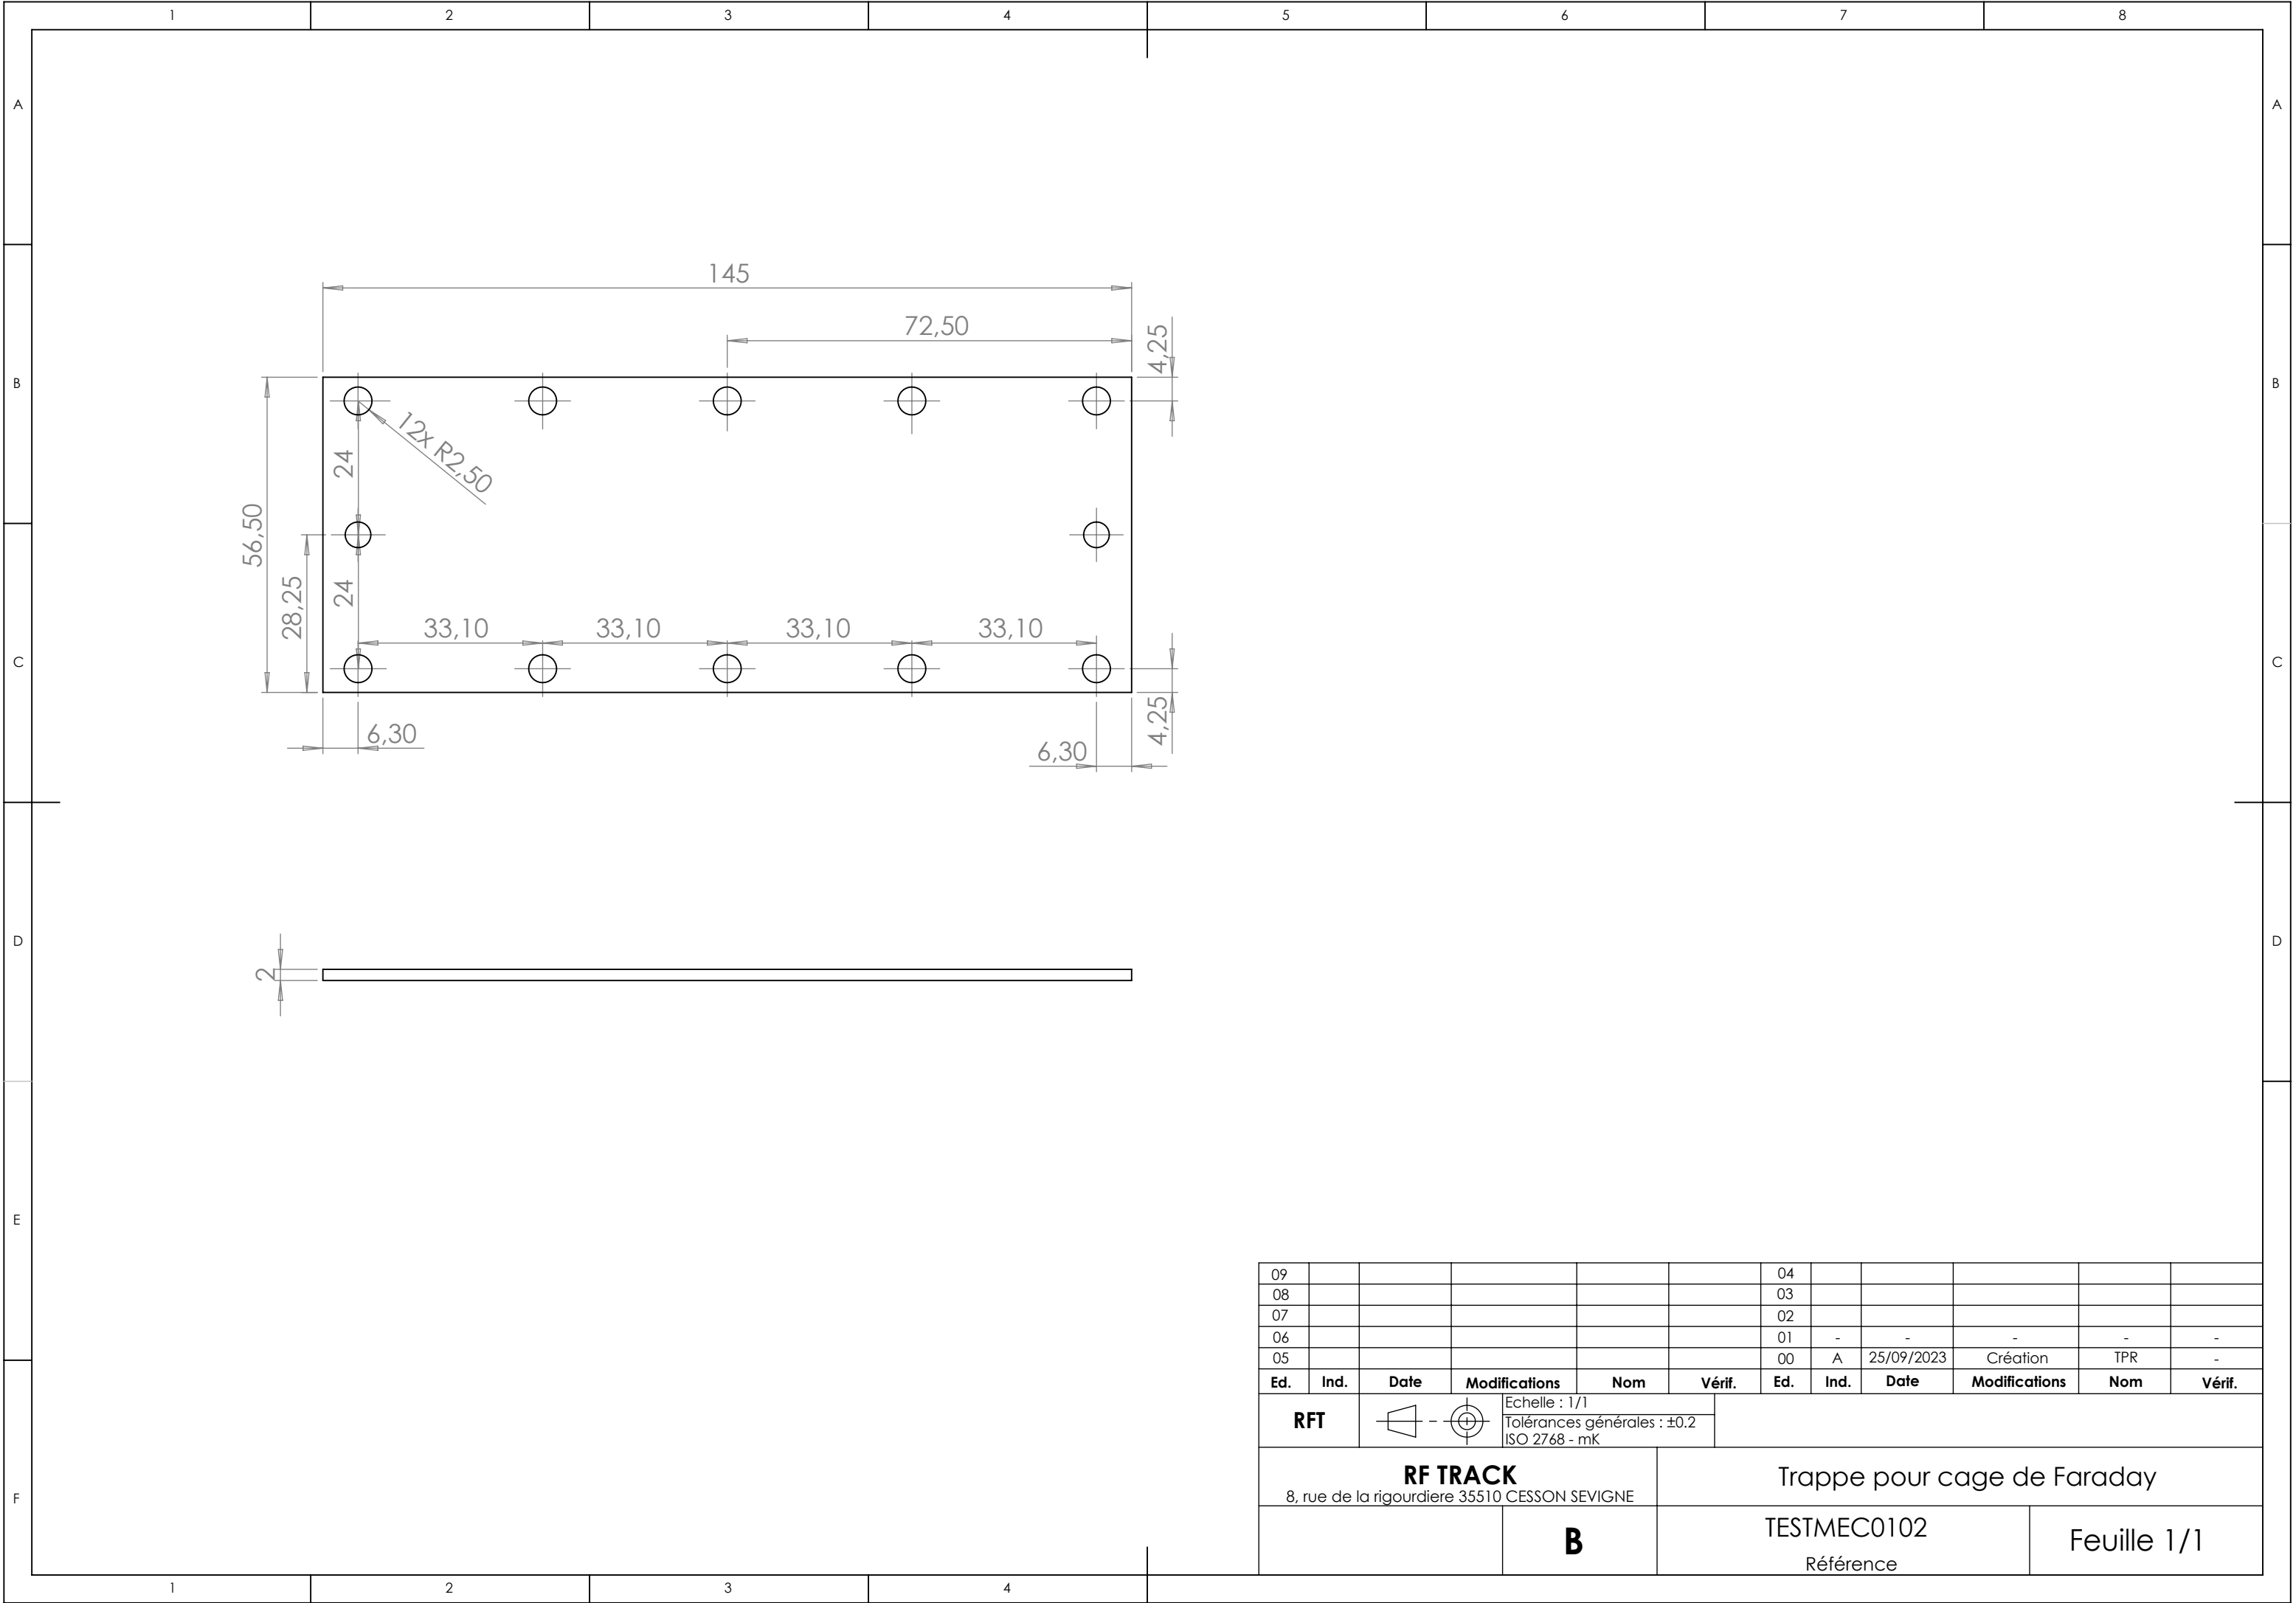 1 2 3 4 5 6 7 8
A A
145
72,50
4,25
B B
12x R2,50
24
56,50
28,25
24
33,10 33,10 33,10 33,10
C C
6,30
4,25
6,30
D D
2
E
09 04
08 03
07 02
06 01 - - - - -
05 00 A 25/09/2023 Création TPR -
Ed. Ind. Date Modifications Nom Vérif. Ed. Ind. Date Modifications Nom Vérif.
RFT
Echelle : 1/1
Tolérances générales : ±0.2
ISO 2768 - mK
RF TRACK
8, rue de la rigourdiere 35510 CESSON SEVIGNE
Trappe pour cage de Faraday
F
B
TESTMEC0102
Référence
Feuille 1/1
1 2 3 4